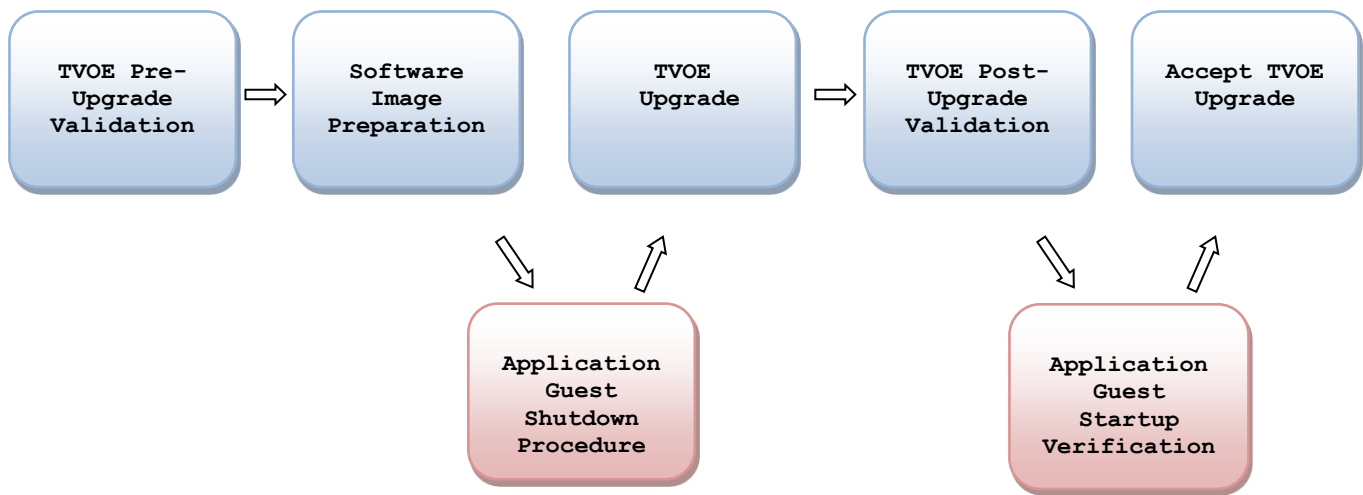 TVOE Pre-
Upgrade
Validation
Software
Image
Preparation
TVOE
Upgrade
TVOE Post-
Upgrade
Validation
Accept TVOE
Upgrade
Application
Guest
Shutdown
Procedure
Application
Guest
Startup
Verification